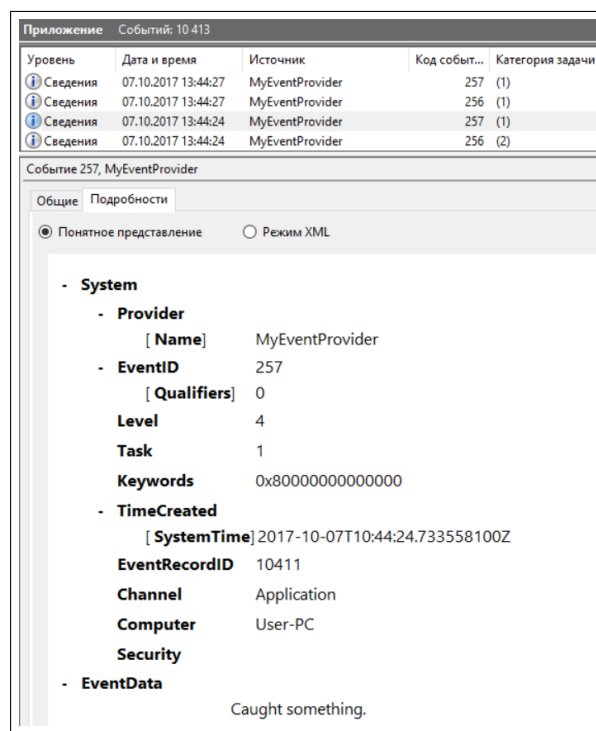 Приложение Событий: 10 413
Уровень Дата и время Источник Код событ... Категория задачи
Сведения 07.10.2017 13:44:27 MyEventProvider 257 (1)
Сведения 07.10.2017 13:44:27 MyEventProvider 256 (1)
Сведения 07.10.2017 13:44:24 MyEventProvider 257 (1)
Сведения 07.10.2017 13:44:24 MyEventProvider 256 (2)
Событие 257, MyEventProvider
Общие Подробности
Понятное представление Режим XML
- System
- Provider
[ Name] MyEventProvider
- EventID 257
[ Qualifiers] 0
Level 4
Task 1
Keywords 0x80000000000000
- TimeCreated
[ SystemTime] 2017-10-07T10:44:24.733558100Z
EventRecordID 10411
Channel Application
Computer User-PC
Security
- EventData
Caught something.